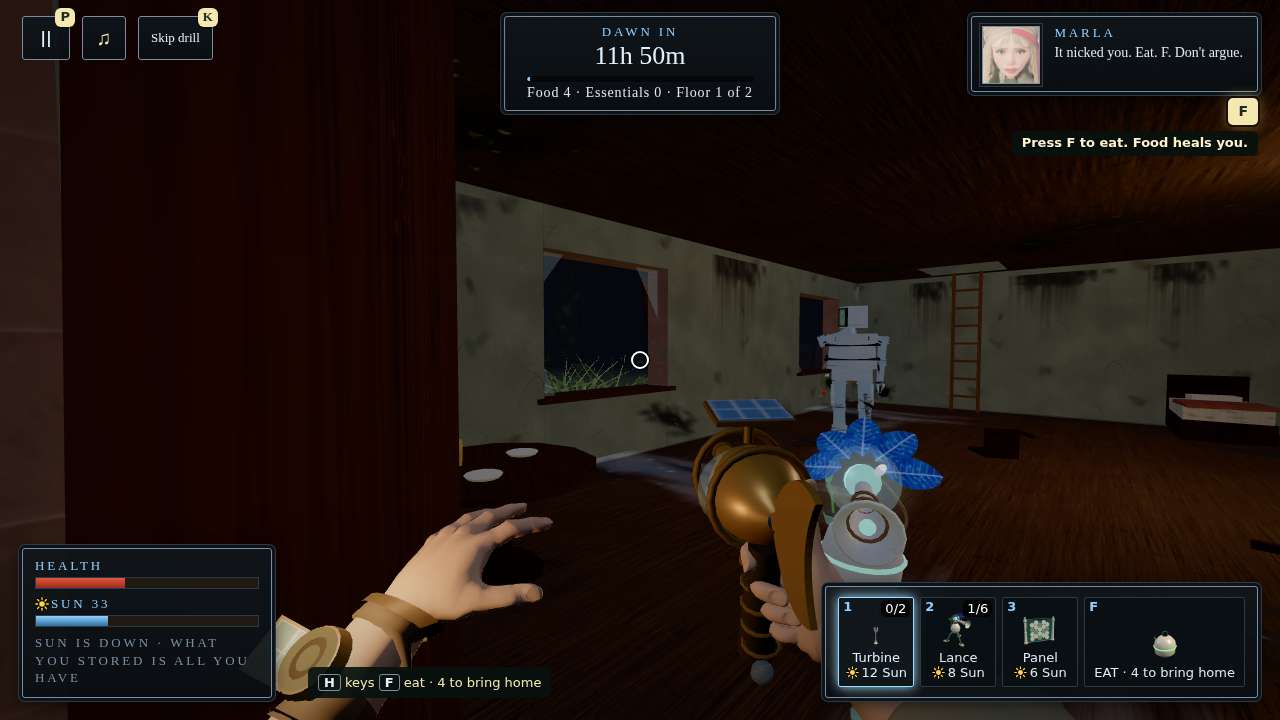 P
K
Skip drill
DAWN IN
11h 50m
Food 4 · Essentials 0 · Floor 1 of 2
MARLA
It nicked you. Eat. F. Don't argue.
F
Press F to eat. Food heals you.
HEALTH
SUN 33
SUN IS DOWN · WHAT
YOU STORED IS ALL YOU
HAVE
H keys F eat · 4 to bring home
1 0/2
Turbine
12 Sun
2 1/6
Lance
8 Sun
3
Panel
6 Sun
F
EAT · 4 to bring home